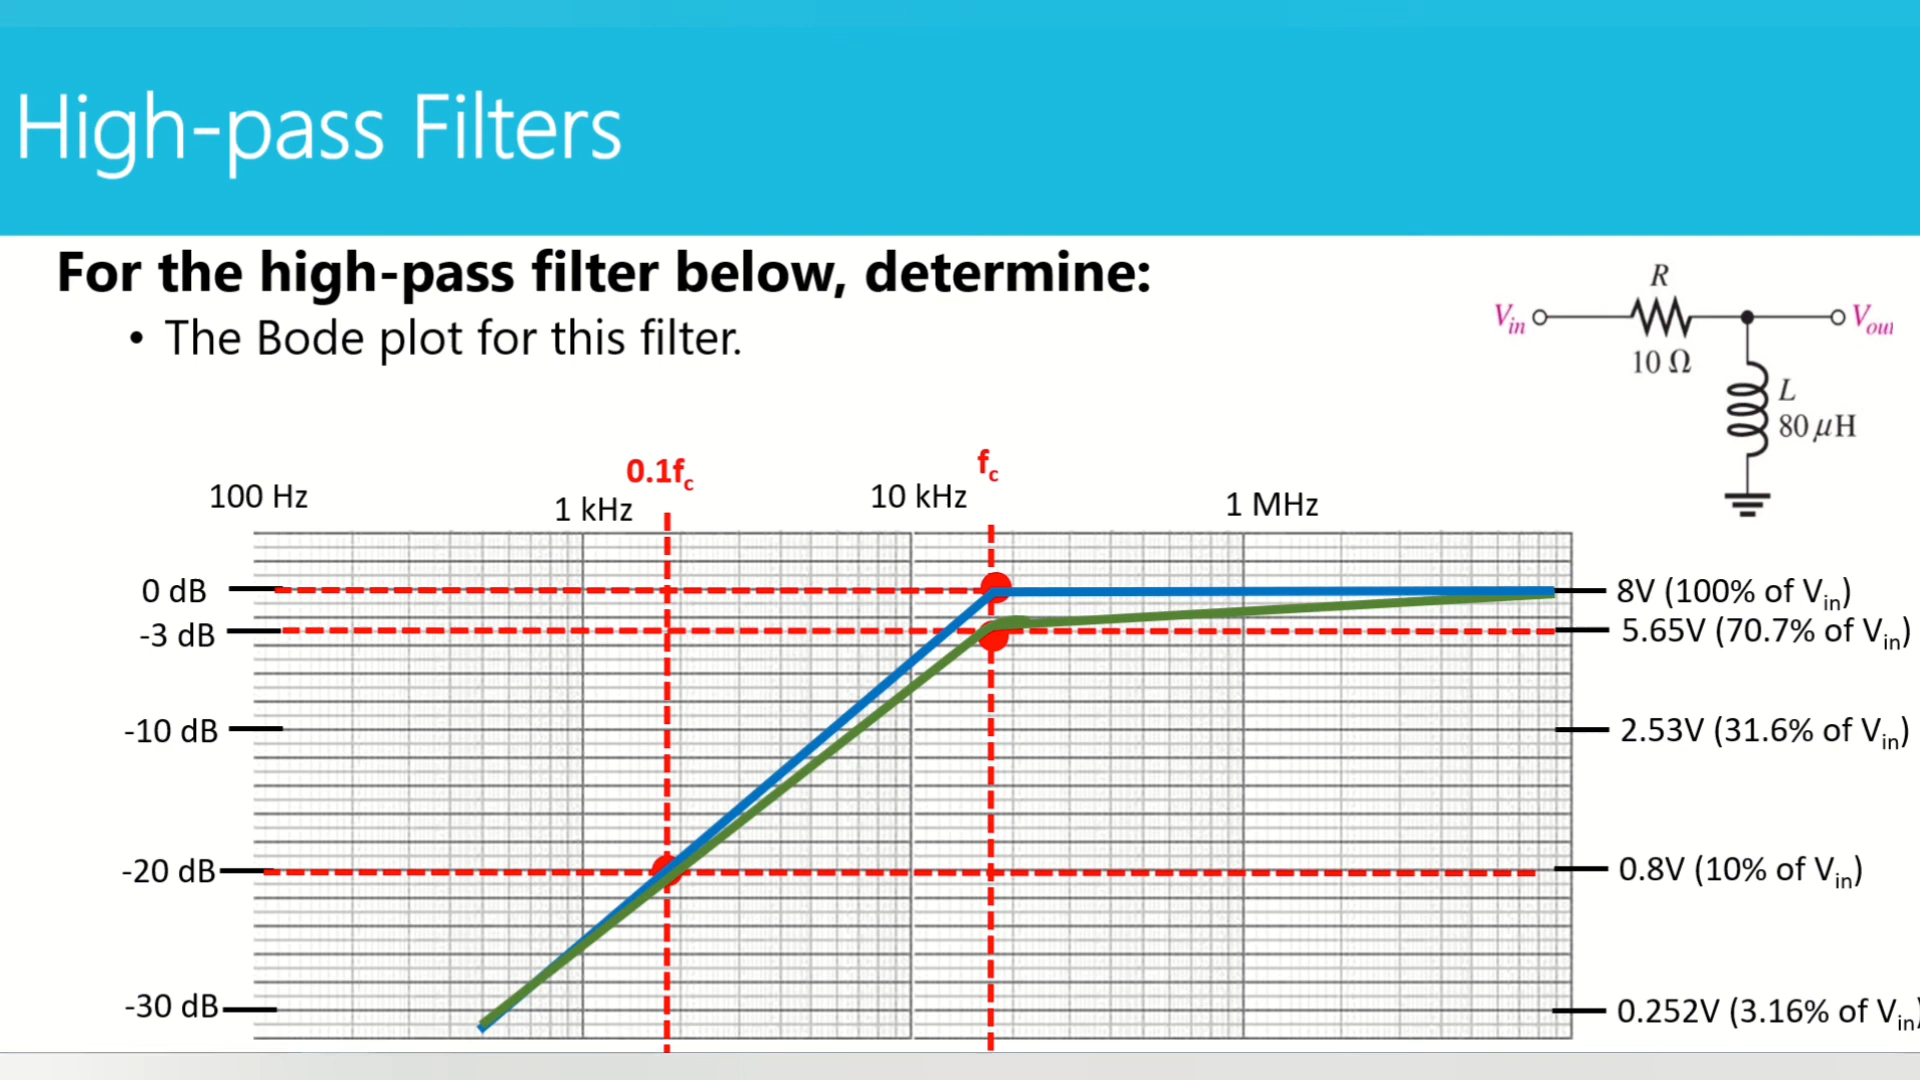 High-pass Filters
For the high-pass filter below, determine:
• The Bode plot for this filter.
R
Vin
Vout
10 Ω
L
80 μH
0.1fc
fc
100 Hz
1 kHz
10 kHz
1 MHz
0 dB
8V (100% of Vin)
-3 dB
5.65V (70.7% of Vin)
-10 dB
2.53V (31.6% of Vin)
-20 dB
0.8V (10% of Vin)
-30 dB
0.252V (3.16% of Vin)